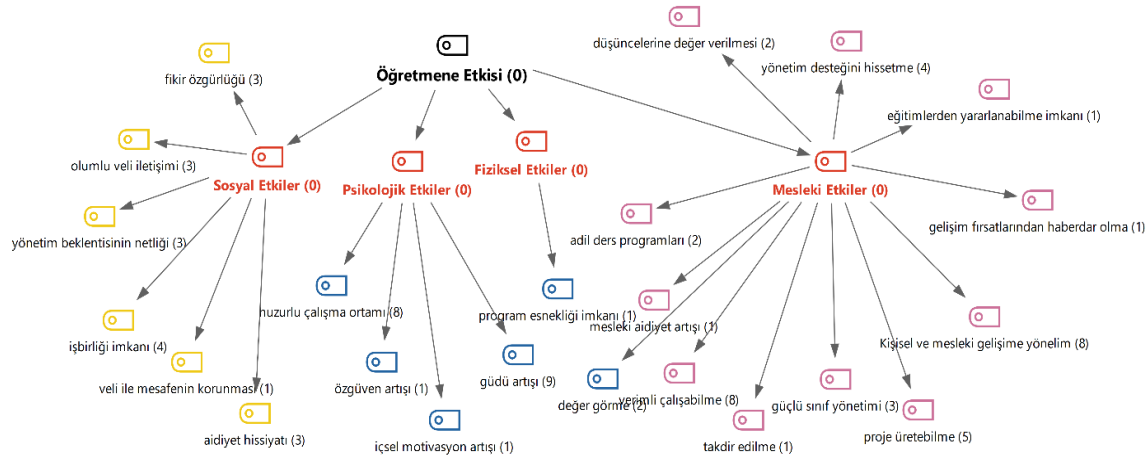 düşüncelerine değer verilmesi (2)
Öğretmene Etkisi (0)
fikir özgürlüğü (3)
yönetim desteğini hissetme (4)
eğitimlerden yararlanabilme imkanı (1)
olumlu veli iletişimi (3)
Sosyal Etkiler (0)
Psikolojik Etkiler (0)
Fiziksel Etkiler (0)
Mesleki Etkiler (0)
yönetim beklentisinin netliği (3)
adil ders programları (2)
gelişim fırsatlarından haberdar olma (1)
huzurlu çalışma ortamı (8)
program esnekliği imkanı (1)
mesleki aidiyet artışı (1)
işbirliği imkanı (4)
Kişisel ve mesleki gelişime yönelim (8)
veli ile mesafenin korunması (1)
özgüven artışı (1)
güdü artışı (9)
değer görme (2)
verimli çalışabilme (8)
güçlü sınıf yönetimi (3)
proje üretebilme (5)
aidiyet hissiyatı (3)
içsel motivasyon artışı (1)
takdir edilme (1)